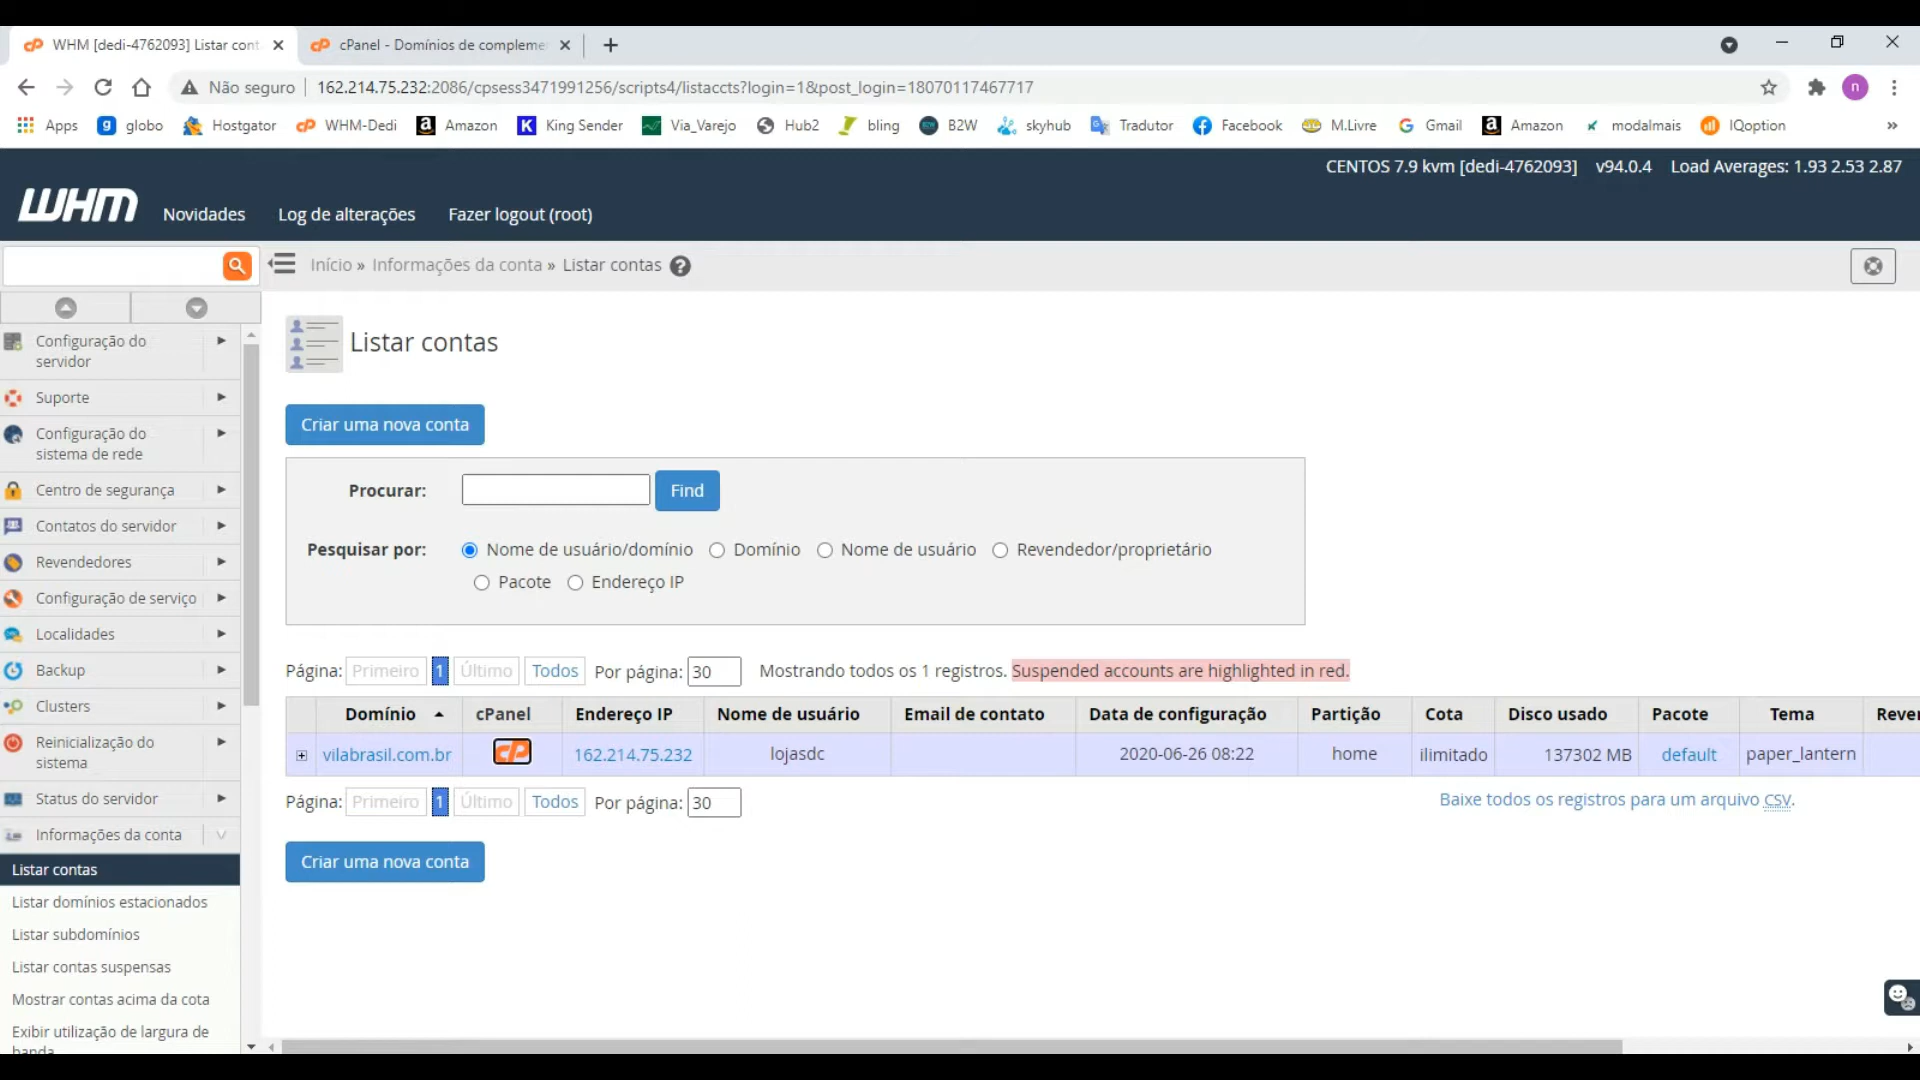 WHM [dedi-4762093] Listar cont
cPanel - Domínios de compleme
Não seguro
162.214.75.232:2086/cpsess3471991256/scripts4/listaccts?login=1&post_login=18070117467717
n
Apps
globo
Hostgator
WHM-Dedi
Amazon
King Sender
Via_Varejo
Hub2
bling
B2W
skyhub
Tradutor
Facebook
M.Livre
Gmail
Amazon
modalmais
IQoption
»
CENTOS 7.9 kvm [dedi-4762093] v94.0.4 Load Averages: 1.93 2.53 2.87
WHM
Novidades
Log de alterações
Fazer logout (root)
Início » Informações da conta » Listar contas
Configuração do
servidor
Suporte
Configuração do
sistema de rede
Centro de segurança
Contatos do servidor
Revendedores
Configuração de serviço
Localidades
Backup
Clusters
Reinicialização do
sistema
Status do servidor
Informações da conta
Listar contas
Listar domínios estacionados
Listar subdomínios
Listar contas suspensas
Mostrar contas acima da cota
Exibir utilização de largura de
banda
Listar contas
Criar uma nova conta
Procurar:
Find
Pesquisar por:
Nome de usuário/domínio
Domínio
Nome de usuário
Revendedor/proprietário
Pacote
Endereço IP
Página: Primeiro 1 Último Todos Por página: 30 Mostrando todos os 1 registros. Suspended accounts are highlighted in red.
Domínio cPanel Endereço IP Nome de usuário Email de contato Data de configuração Partição Cota Disco usado Pacote Tema Rever
vilabrasil.com.br cP 162.214.75.232 lojasdc 2020-06-26 08:22 home ilimitado 137302 MB default paper_lantern
Página: Primeiro 1 Último Todos Por página: 30
Baixe todos os registros para um arquivo CSV.
Criar uma nova conta